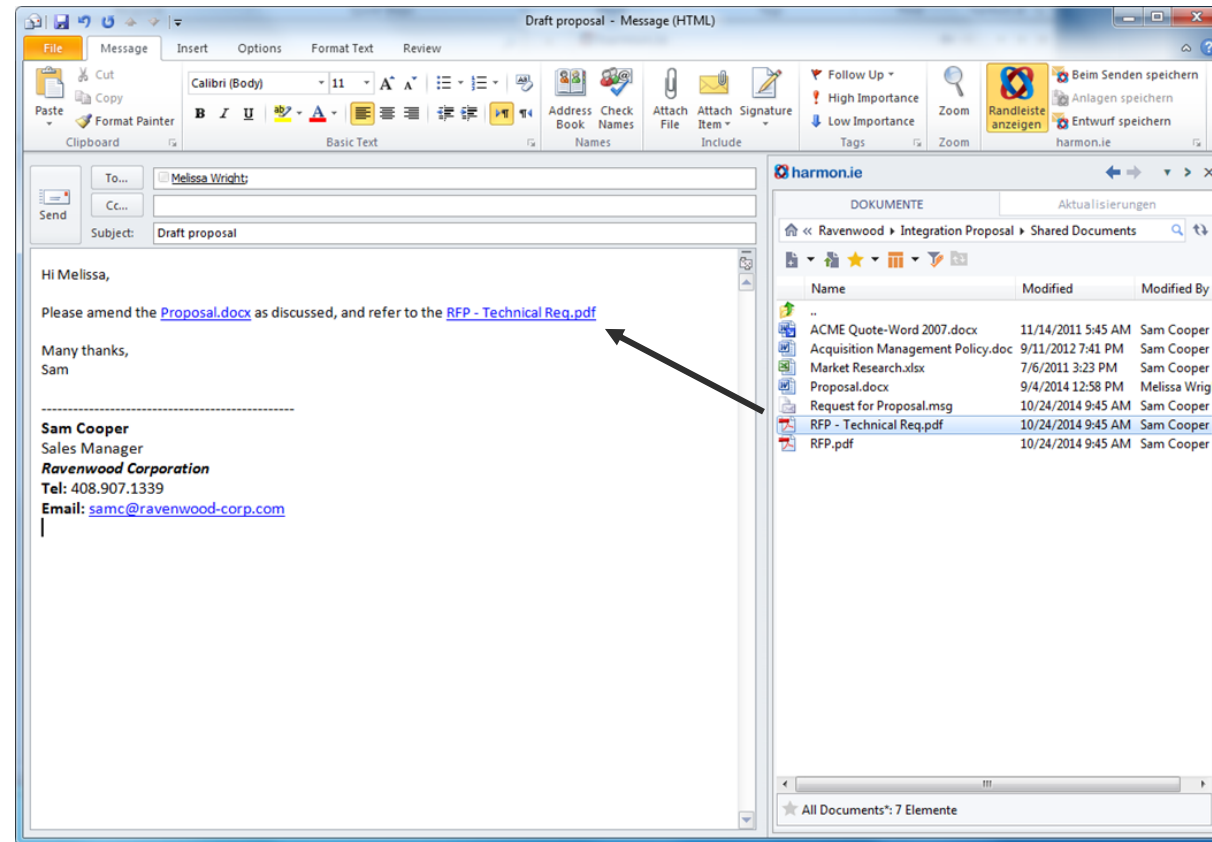 Draft proposal - Message (HTML)
File Message Insert Options Format Text Review
Cut
Copy
Format Painter
Paste
Clipboard
Calibri (Body) 11
B I U
Basic Text
Address Book
Check Names
Names
Attach File
Attach Item
Signature
Include
Follow Up
High Importance
Low Importance
Tags
Zoom
Zoom
Randleiste anzeigen
Beim Senden speichern
Anlagen speichern
Entwurf speichern
harmon.ie
Send
To... Melissa Wright;
Cc...
Subject: Draft proposal
Hi Melissa,
Please amend the Proposal.docx as discussed, and refer to the RFP - Technical Req.pdf
Many thanks,
Sam
-------------------------------------------------
Sam Cooper
Sales Manager
Ravenwood Corporation
Tel: 408.907.1339
Email: samc@ravenwood-corp.com
harmon.ie
DOKUMENTE Aktualisierungen
« Ravenwood Integration Proposal Shared Documents
Name Modified Modified By
..
ACME Quote-Word 2007.docx 11/14/2011 5:45 AM Sam Cooper
Acquisition Management Policy.doc 9/11/2012 7:41 PM Sam Cooper
Market Research.xlsx 7/6/2011 3:23 PM Sam Cooper
Proposal.docx 9/4/2014 12:58 PM Melissa Wrig
Request for Proposal.msg 10/24/2014 9:45 AM Sam Cooper
RFP - Technical Req.pdf 10/24/2014 9:45 AM Sam Cooper
RFP.pdf 10/24/2014 9:45 AM Sam Cooper
All Documents*: 7 Elemente